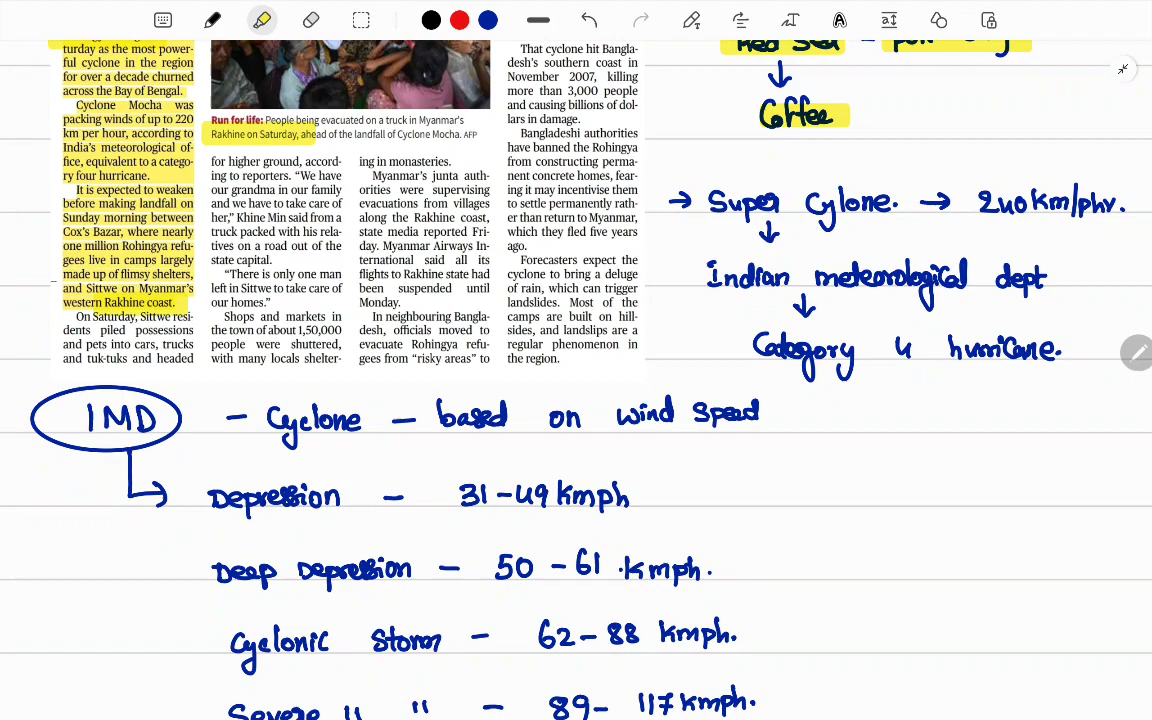 turday as the most power-
ful cyclone in the region
for over a decade churned
across the Bay of Bengal.
Cyclone Mocha was
packing winds of up to 220
km per hour, according to
India's meteorological of-
fice, equivalent to a catego-
ry four hurricane.
It is expected to weaken
before making landfall on
Sunday morning between
Cox's Bazar, where nearly
one million Rohingya refu-
gees live in camps largely
made up of flimsy shelters,
and Sittwe on Myanmar's
western Rakhine coast.
On Saturday, Sittwe resi-
dents piled possessions
and pets into cars, trucks
and tuk-tuks and headed
Run for life: People being evacuated on a truck in Myanmar's
Rakhine on Saturday, ahead of the landfall of Cyclone Mocha. AFP
for higher ground, accord-
ing to reporters. “We have
our grandma in our family
and we have to take care of
her,” Khine Min said from a
truck packed with his rela-
tives on a road out of the
state capital.
“There is only one man
left in Sittwe to take care of
our homes.”
Shops and markets in
the town of about 1,50,000
people were shuttered,
with many locals shelter-
ing in monasteries.
Myanmar's junta auth-
orities were supervising
evacuations from villages
along the Rakhine coast,
state media reported Fri-
day. Myanmar Airways In-
ternational said all its
flights to Rakhine state had
been suspended until
Monday.
In neighbouring Bangla-
desh, officials moved to
evacuate Rohingya refu-
gees from “risky areas” to
That cyclone hit Bangla-
desh's southern coast in
November 2007, killing
more than 3,000 people
and causing billions of dol-
lars in damage.
Bangladeshi authorities
have banned the Rohingya
from constructing perma-
nent concrete homes, fear-
ing it may incentivise them
to settle permanently rath-
er than return to Myanmar,
which they fled five years
ago.
Forecasters expect the
cyclone to bring a deluge
of rain, which can trigger
landslides. Most of the
camps are built on hill-
sides, and landslips are a
regular phenomenon in
the region.
Red Sea -
Coffee
→ Super Cylone. → 240 km/phr.
Indian meteorological dept
Category 4 hurricane.
IMD - Cyclone - based on wind speed
Depression - 31-49 Kmph
Deep Depression - 50-61 .Kmph.
Cyclonic Storm - 62-88 Kmph.
Severe " " - 89- 117 kmph.